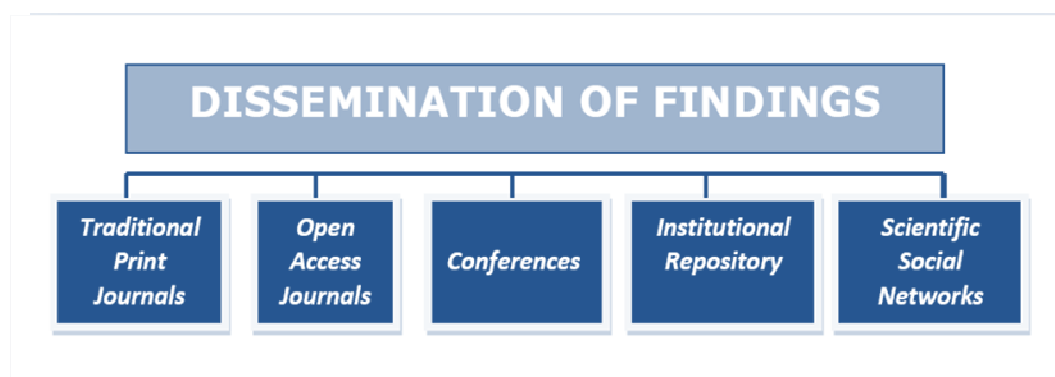 DISSEMINATION OF FINDINGS
Traditional
Print
Journals
Open
Access
Journals
Conferences
Institutional
Repository
Scientific
Social
Networks